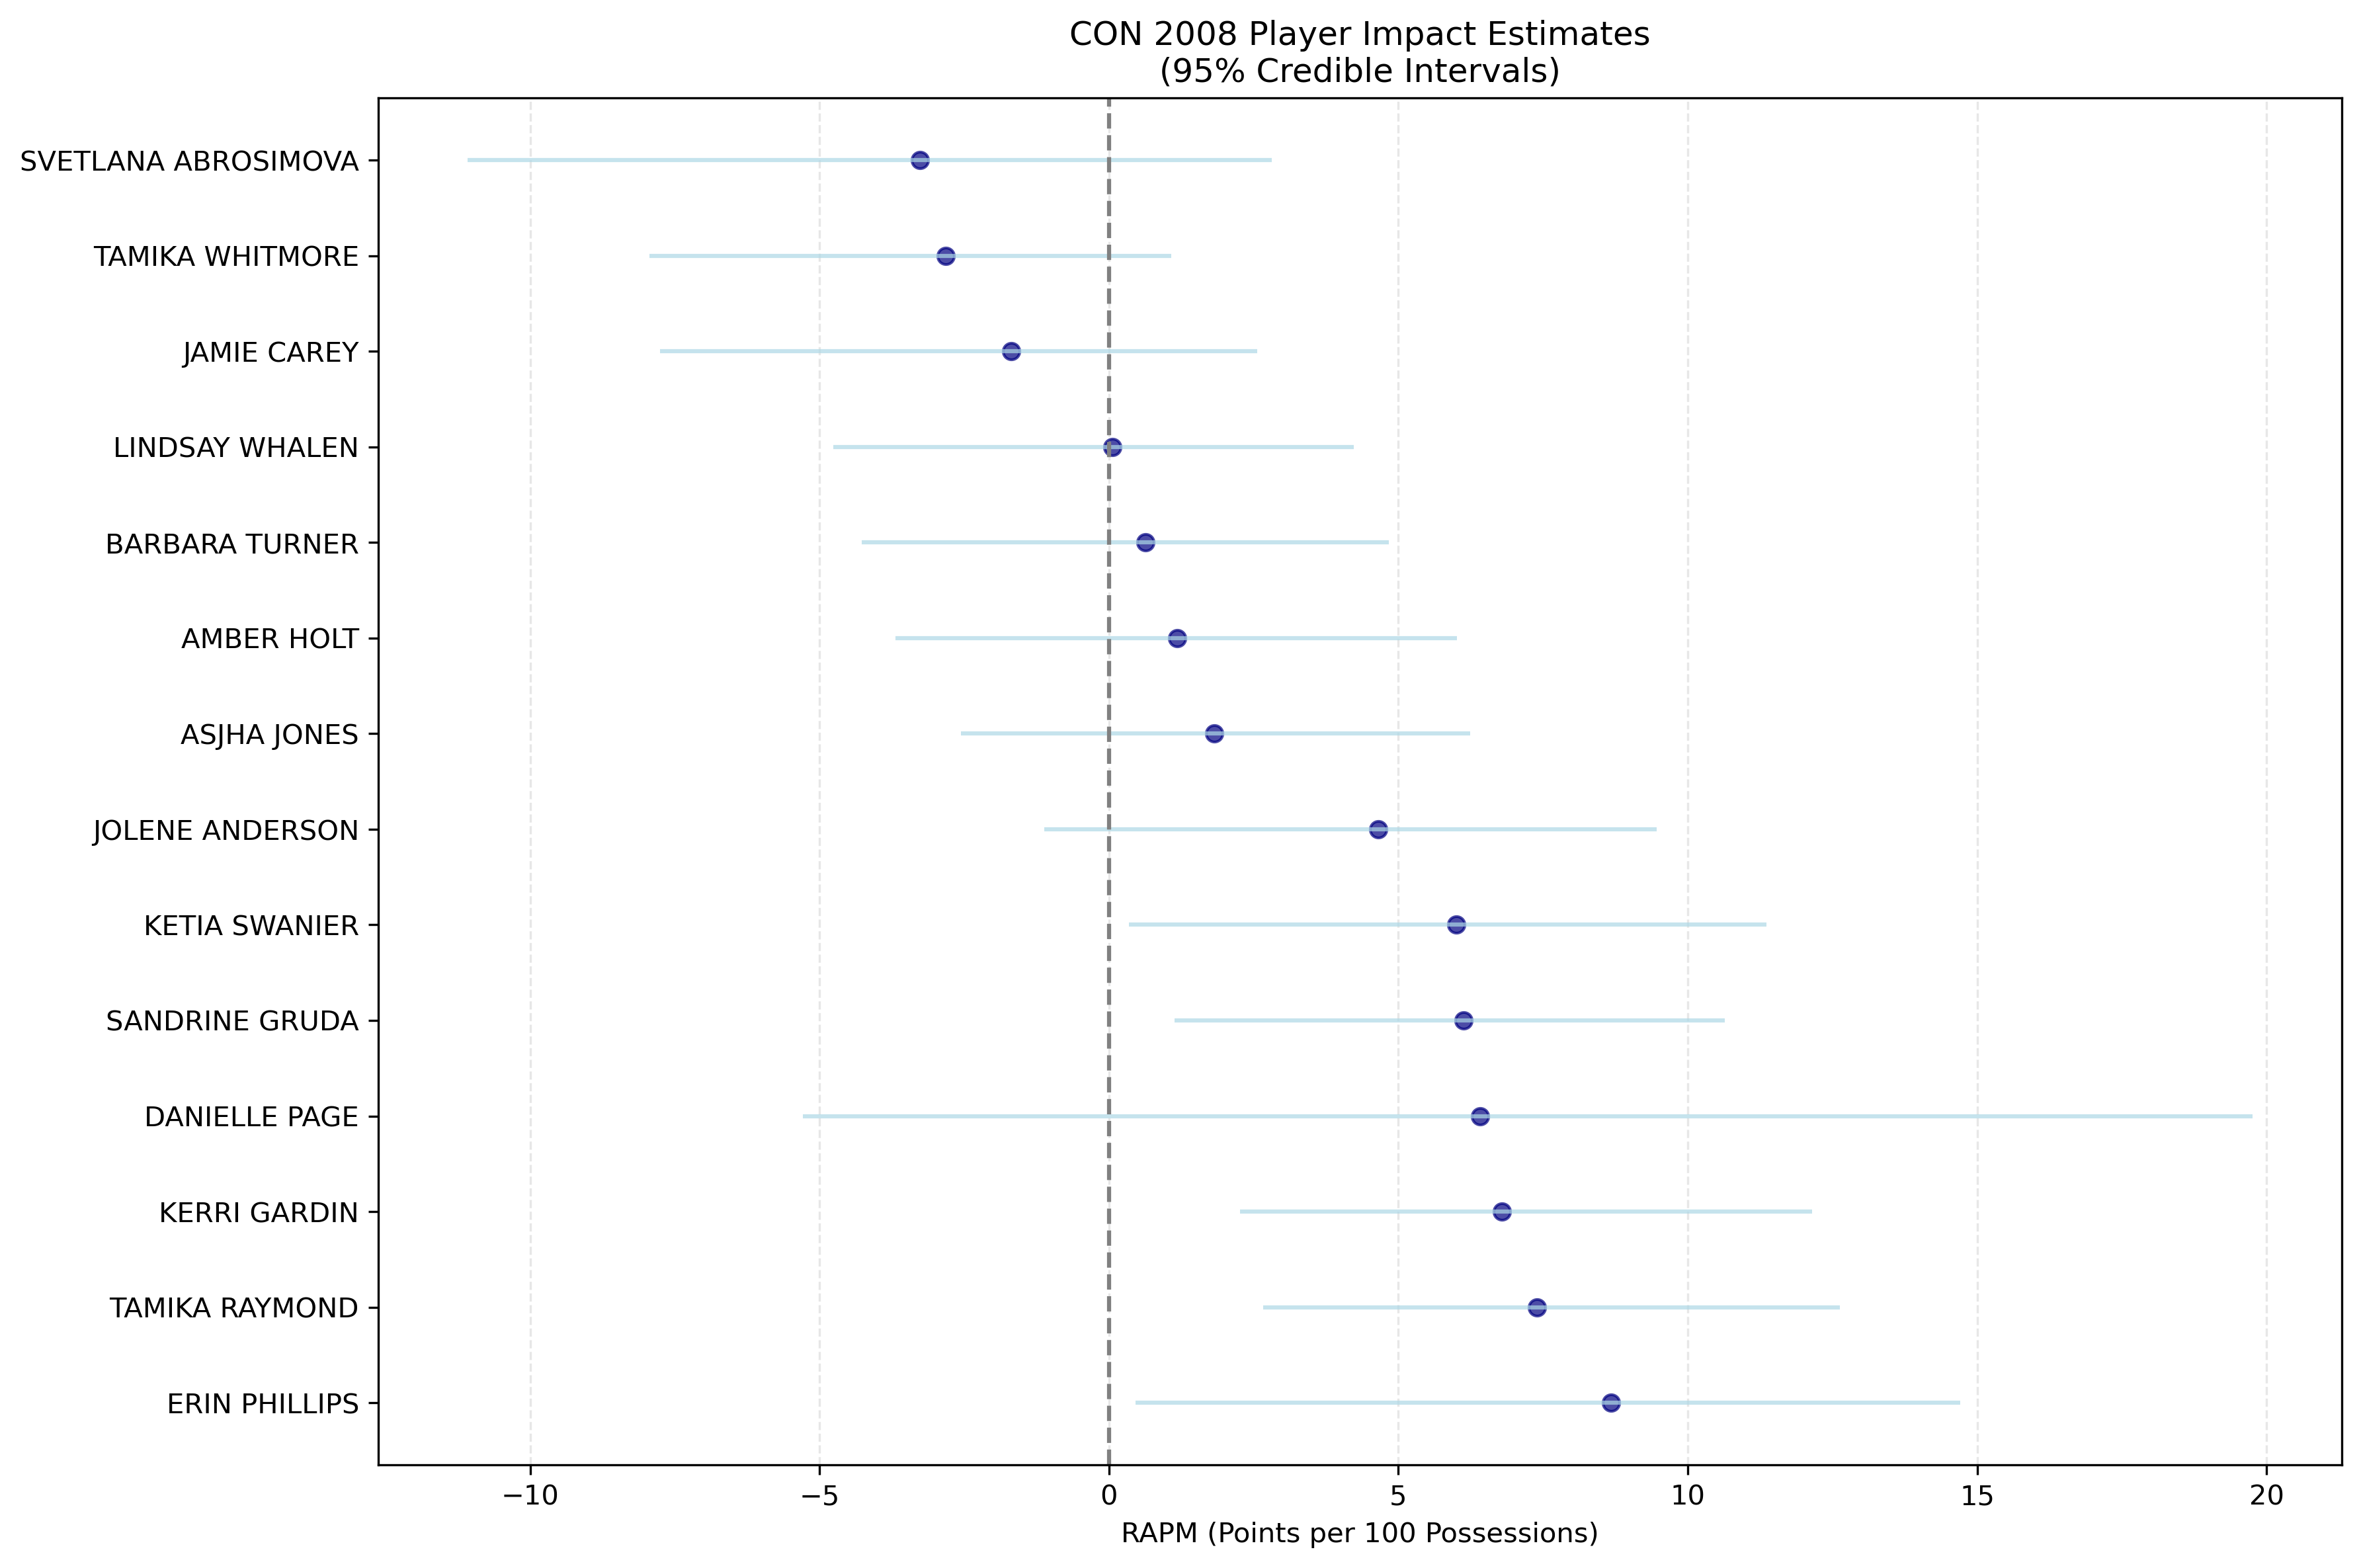 CON 2008 Player Impact Estimates
(95% Credible Intervals)
SVETLANA ABROSIMOVA
TAMIKA WHITMORE
JAMIE CAREY
LINDSAY WHALEN
BARBARA TURNER
AMBER HOLT
ASJHA JONES
JOLENE ANDERSON
KETIA SWANIER
SANDRINE GRUDA
DANIELLE PAGE
KERRI GARDIN
TAMIKA RAYMOND
ERIN PHILLIPS
−10 −5 0 5 10 15 20
RAPM (Points per 100 Possessions)